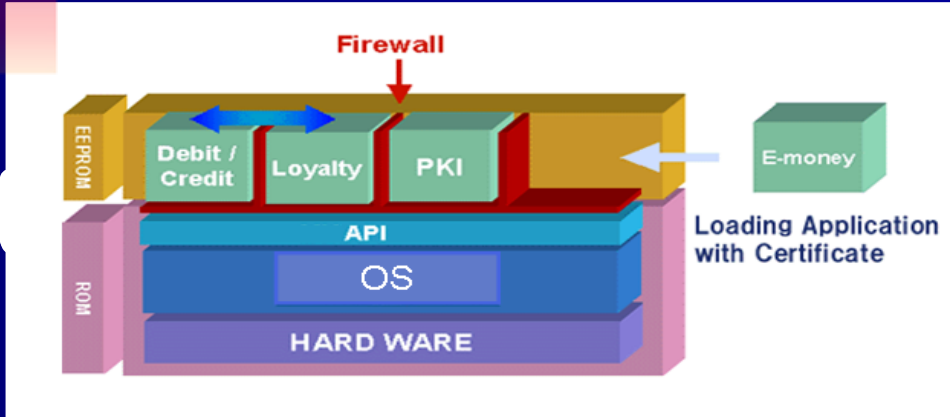 Firewall
EEPROM
Debit /
Credit
Loyalty
PKI
E-money
API
Loading Application
with Certificate
OS
ROM
HARD WARE